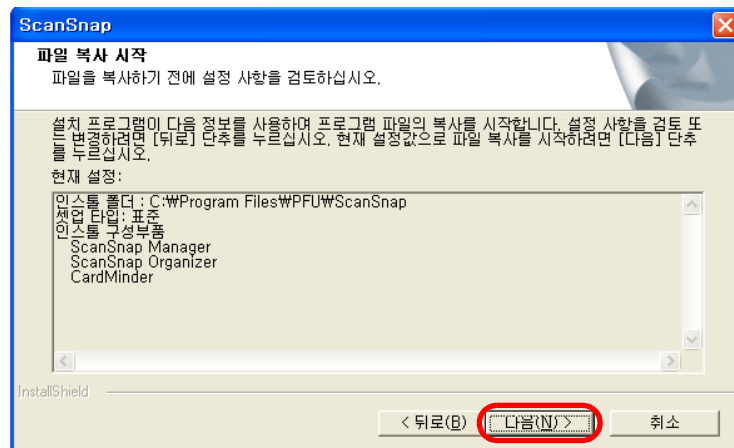 ScanSnap
파일 복사 시작
파일을 복사하기 전에 설정 사항을 검토하십시오.
설치 프로그램이 다음 정보를 사용하여 프로그램 파일의 복사를 시작합니다. 설정 사항을 검토 또
는 변경하려면 [뒤로] 단추를 누르십시오. 현재 설정값으로 파일 복사를 시작하려면 [다음] 단추
를 누르십시오.
현재 설정:
인스톨 폴더 : C:₩Program Files₩PFU₩ScanSnap
셋업 타입: 표준
인스톨 구성부품
ScanSnap Manager
ScanSnap Organizer
CardMinder
InstallShield
< 뒤로(B)
다음(N) >
취소